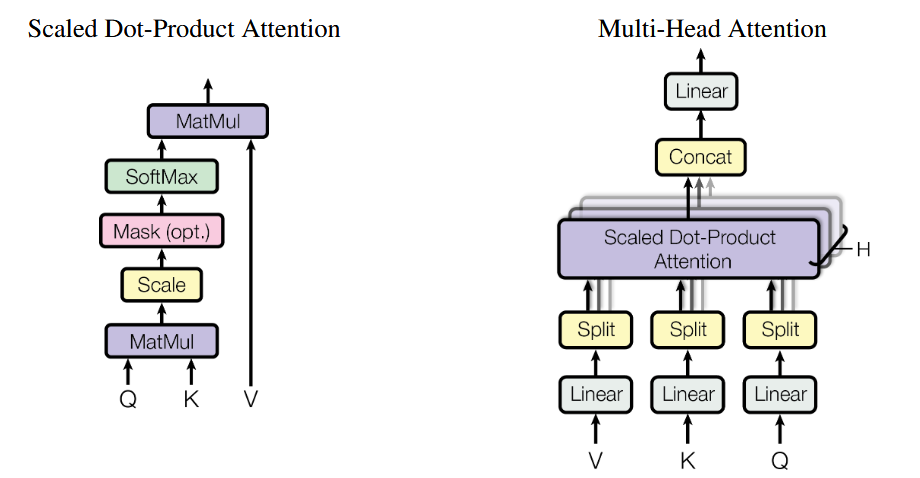 Scaled Dot-Product Attention
MatMul
SoftMax
Mask (opt.)
Scale
MatMul
Q K V
Multi-Head Attention
Linear
Concat
Scaled Dot-Product
Attention
H
Split Split Split
Linear Linear Linear
V K Q